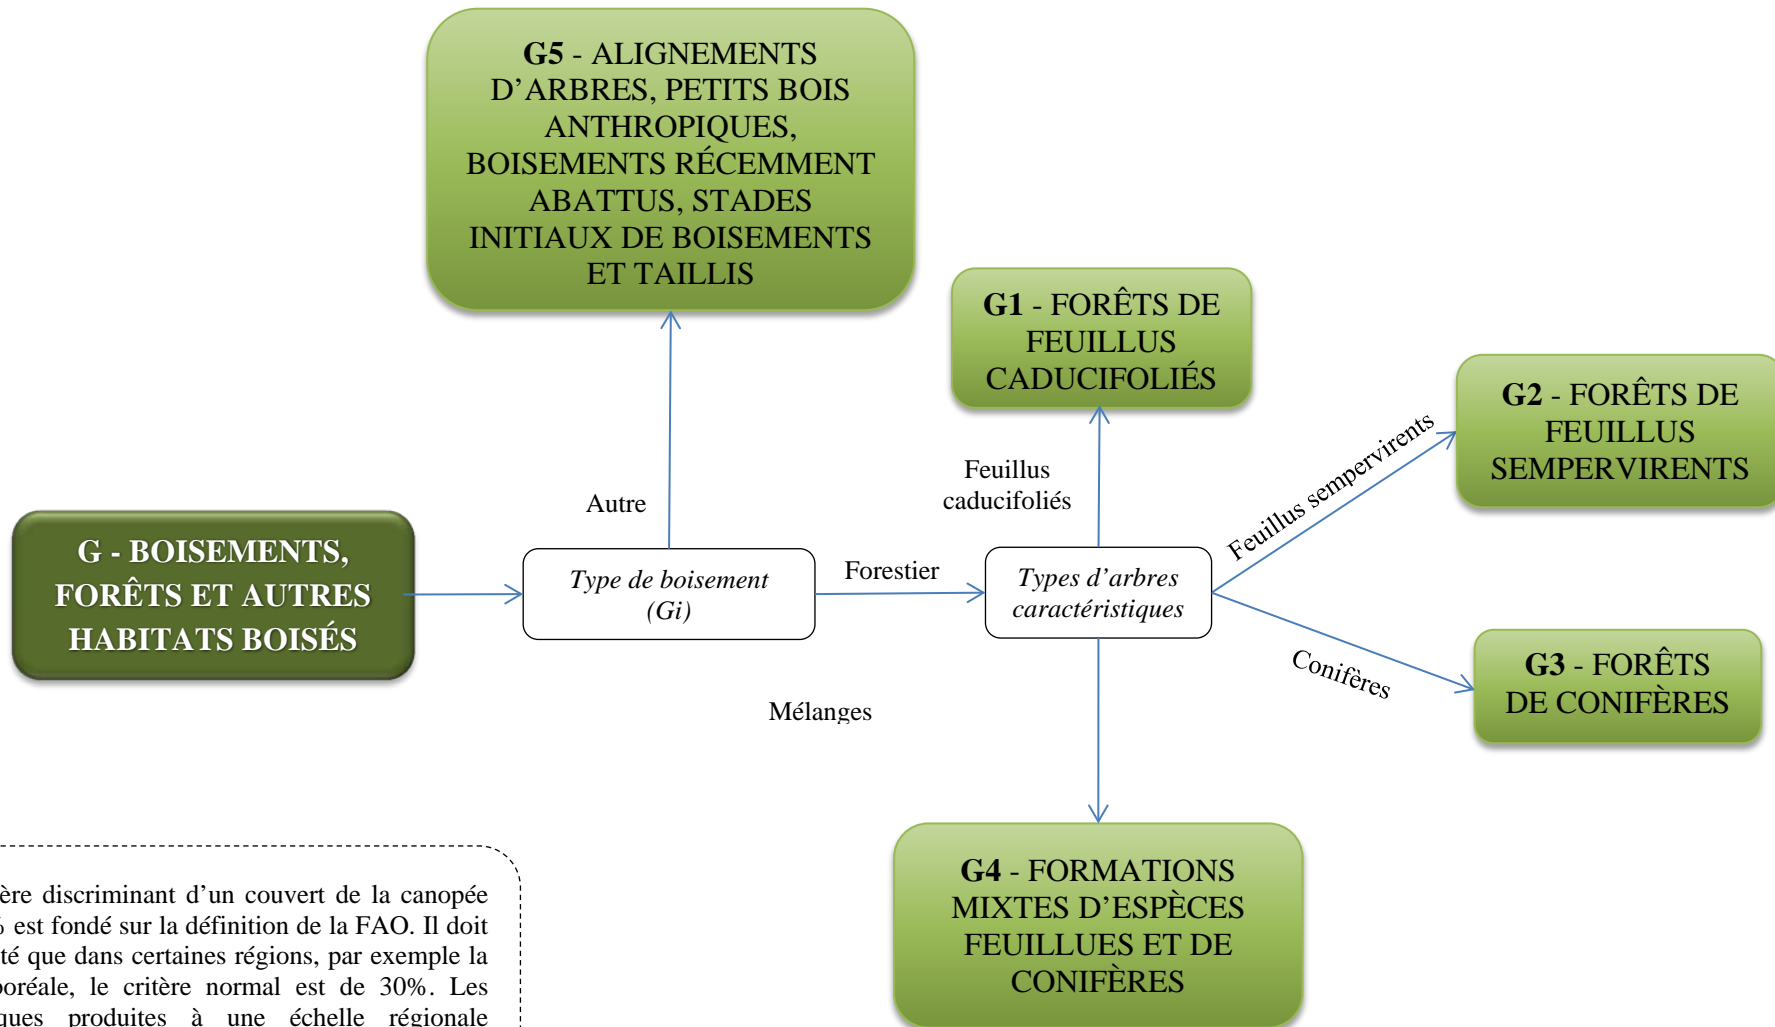 G5 - ALIGNEMENTS
D’ARBRES, PETITS BOIS
ANTHROPIQUES,
BOISEMENTS RÉCEMMENT
ABATTUS, STADES
INITIAUX DE BOISEMENTS
ET TAILLIS
G1 - FORÊTS DE
FEUILLUS
CADUCIFOLIÉS
G2 - FORÊTS DE
FEUILLUS
SEMPERVIRENTS
Feuillus sempervirents
Feuillus
caducifoliés
Autre
G - BOISEMENTS,
FORÊTS ET AUTRES
HABITATS BOISÉS
Type de boisement
(Gi)
Forestier
Types d’arbres
caractéristiques
Conifères
G3 - FORÊTS
DE CONIFÈRES
Mélanges
G4 - FORMATIONS
MIXTES D’ESPÈCES
FEUILLUES ET DE
CONIFÈRES
discriminant d’un couvert de la canopée
est fondé sur la définition de la FAO. Il doit
que dans certaines régions, par exemple la
le critère normal est de 30%. Les
produites à une échelle régionale